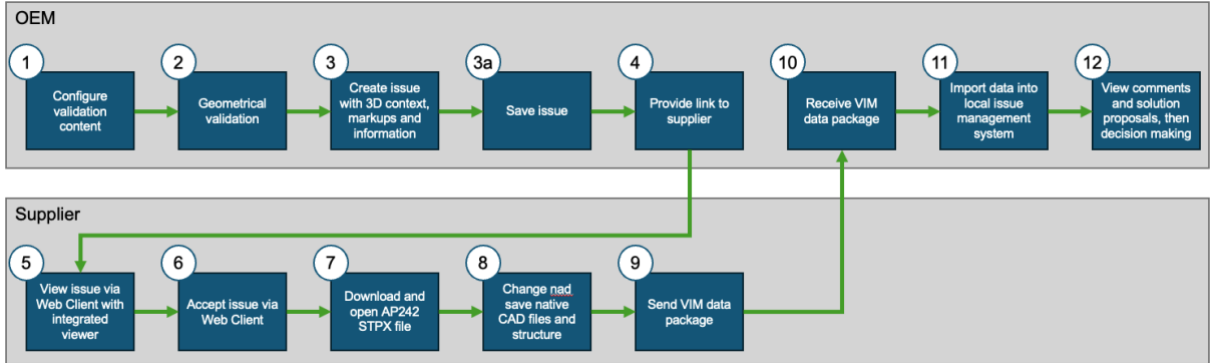 OEM
1
Configure
validation
content
2
Geometrical
validation
3
Create issue
with 3D context,
markups and
information
3a
Save issue
4
Provide link to
supplier
10
Receive VIM
data package
11
Import data into
local issue
management
system
12
View comments
and solution
proposals, then
decision making
Supplier
5
View issue via
Web Client with
integrated
viewer
6
Accept issue via
Web Client
7
Download and
open AP242
STPX file
8
Change nad
save native
CAD files and
structure
9
Send VIM data
package